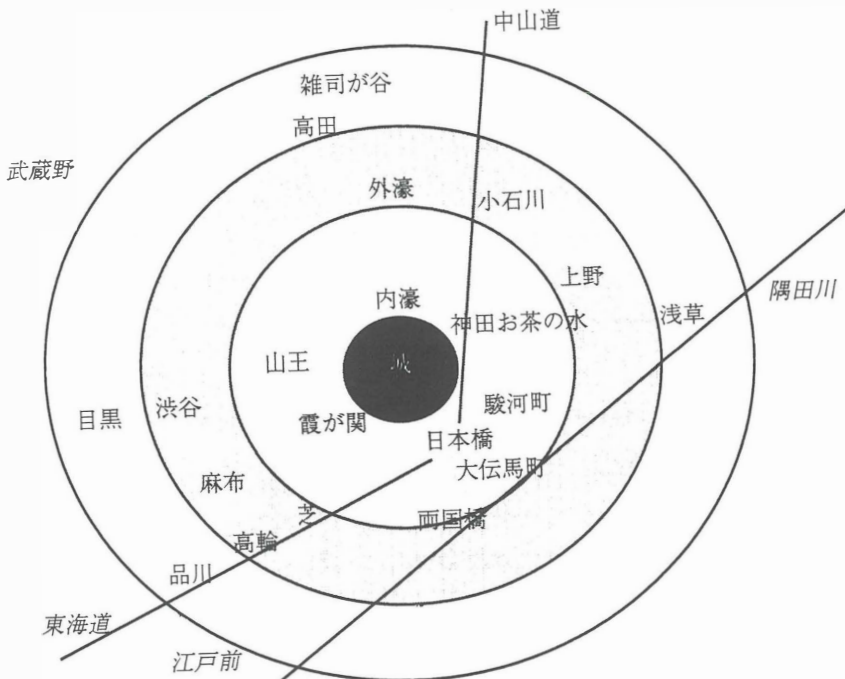 中山道
雑司が谷
高田
武蔵野
外濠
小石川
上野
隅田川
内濠
浅草
神田お茶の水
山王
城
目黒
渋谷
駿河町
霞が関
日本橋
大伝馬町
麻布
芝
両国橋
高輪
品川
東海道
江戸前